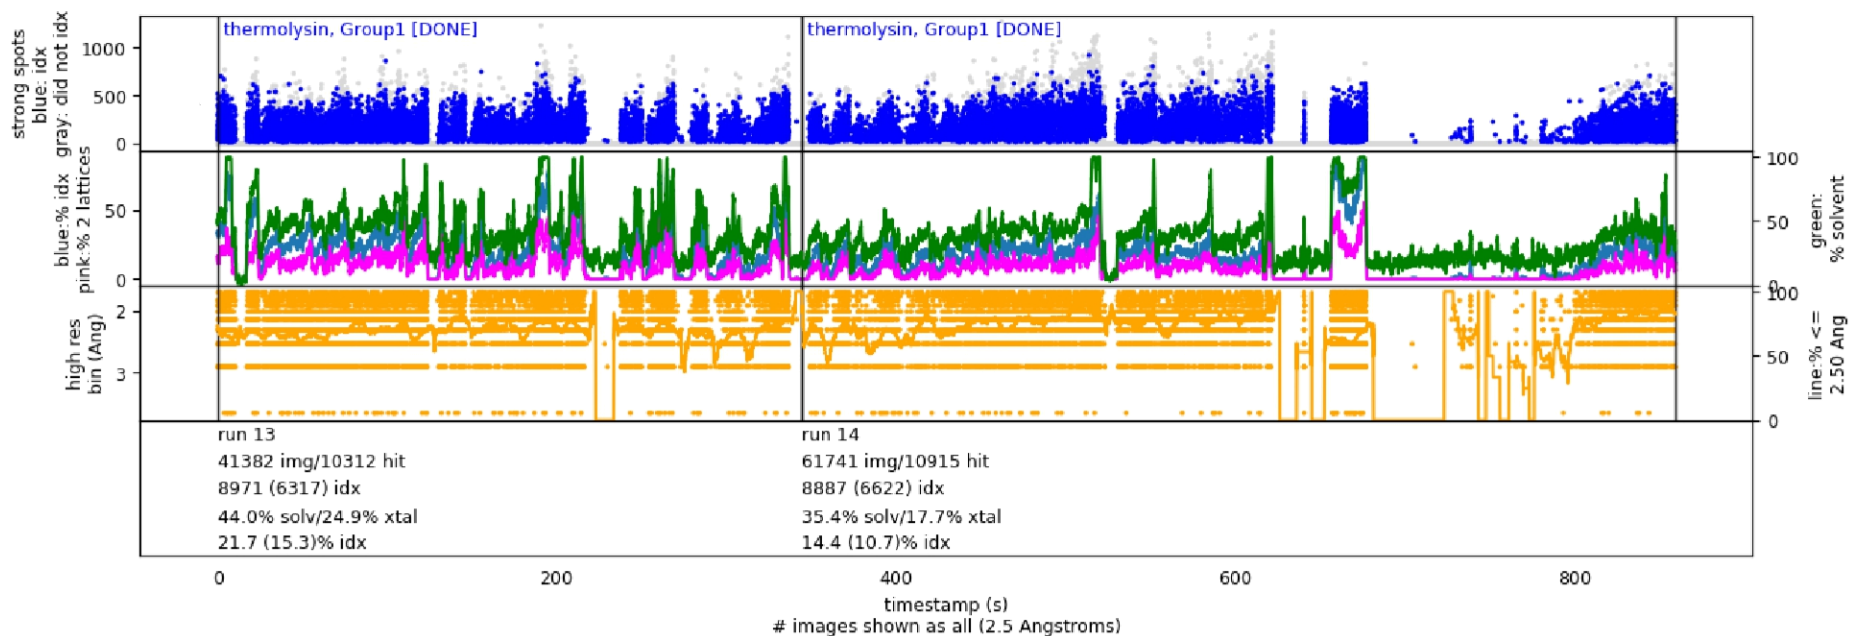 strong spots
blue: idx
gray: did not idx
1000
500
0
thermolysin, Group1 [DONE]
thermolysin, Group1 [DONE]
blue:% idx
pink:% 2 lattices
50
0
100
50
0
green:
% solvent
high res
bin (Ang)
2
3
100
50
0
line:% <=
2.50 Ang
run 13
41382 img/10312 hit
8971 (6317) idx
44.0% solv/24.9% xtal
21.7 (15.3)% idx
run 14
61741 img/10915 hit
8887 (6622) idx
35.4% solv/17.7% xtal
14.4 (10.7)% idx
0 200 400 600 800
timestamp (s)
# images shown as all (2.5 Angstroms)